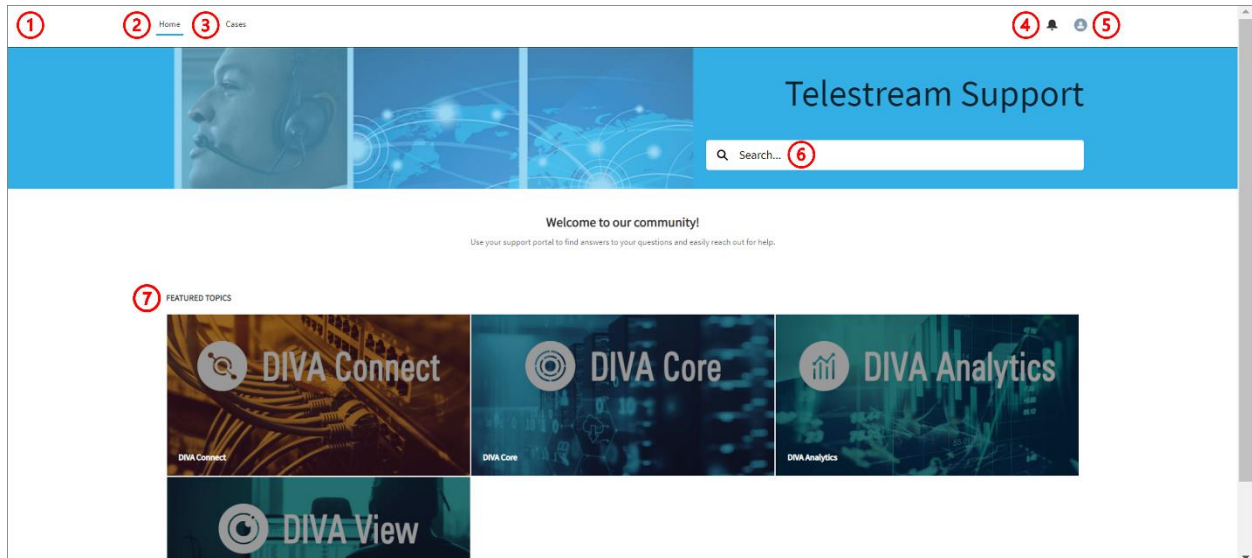 1 2 Home 3 Cases 4 5
Telestream Support
Search... 6
Welcome to our community!
Use your support portal to find answers to your questions and easily reach out for help.
7 FEATURED TOPICS
DIVA Connect DIVA Core DIVA Analytics
DIVA Connect DIVA Core DIVA Analytics
DIVA View